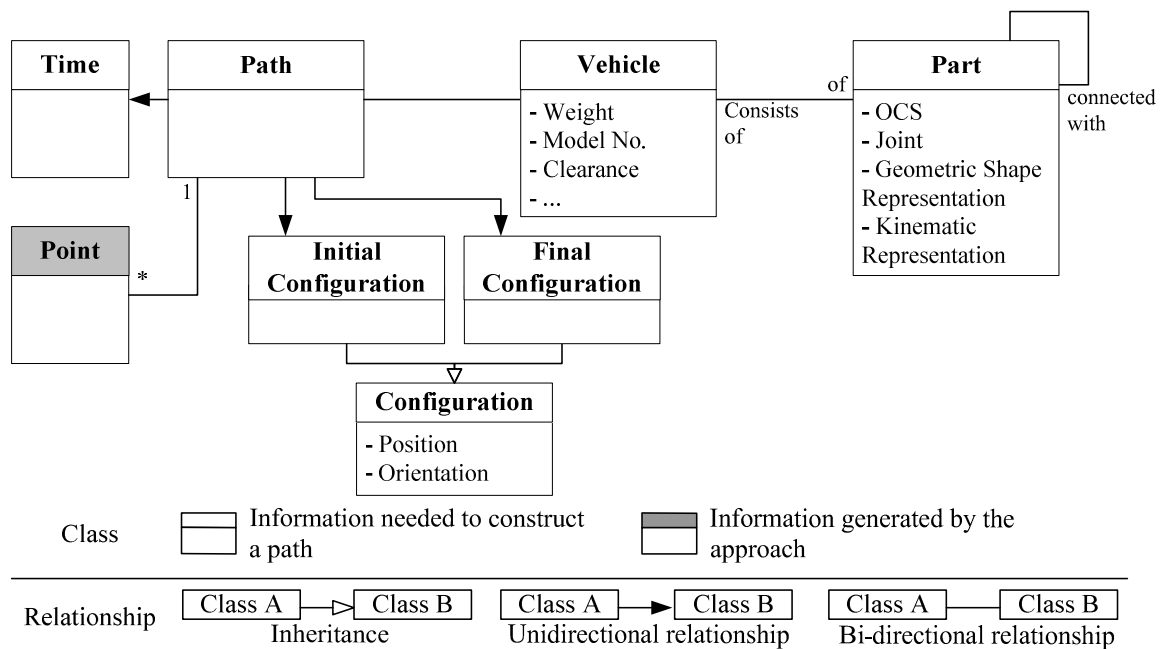 Time
Path
Vehicle
- Weight
- Model No.
- Clearance
- ...
Consists
of
of
Part
- OCS
- Joint
- Geometric Shape
Representation
- Kinematic
Representation
connected
with
1
*
Point
Initial
Configuration
Final
Configuration
Configuration
- Position
- Orientation
Class
Information needed to construct
a path
Information generated by the
approach
Relationship
Class A
Class B
Inheritance
Class A
Class B
Unidirectional relationship
Class A
Class B
Bi-directional relationship